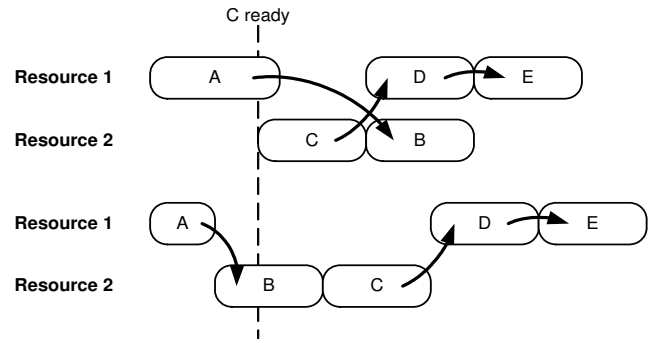 C ready
Resource 1 A D E
Resource 2 C B
Resource 1 A D E
Resource 2 B C